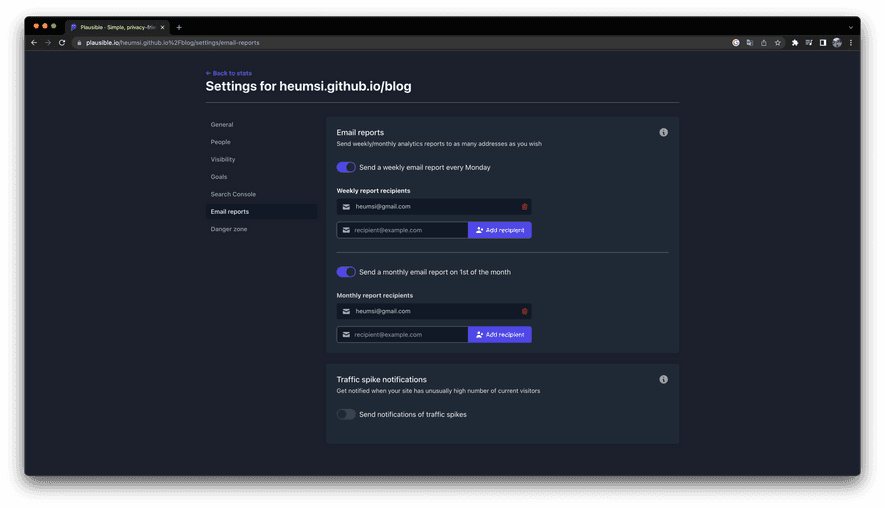 Plausible · Simple, privacy-frie
plausible.io/heumsi.github.io%2Fblog/settings/email-reports
← Back to stats
Settings for heumsi.github.io/blog
General
People
Visibility
Goals
Search Console
Email reports
Danger zone
Email reports
Send weekly/monthly analytics reports to as many addresses as you wish
Send a weekly email report every Monday
Weekly report recipients
heumsi@gmail.com
recipient@example.com
Add recipient
Send a monthly email report on 1st of the month
Monthly report recipients
heumsi@gmail.com
recipient@example.com
Add recipient
Traffic spike notifications
Get notified when your site has unusually high number of current visitors
Send notifications of traffic spikes